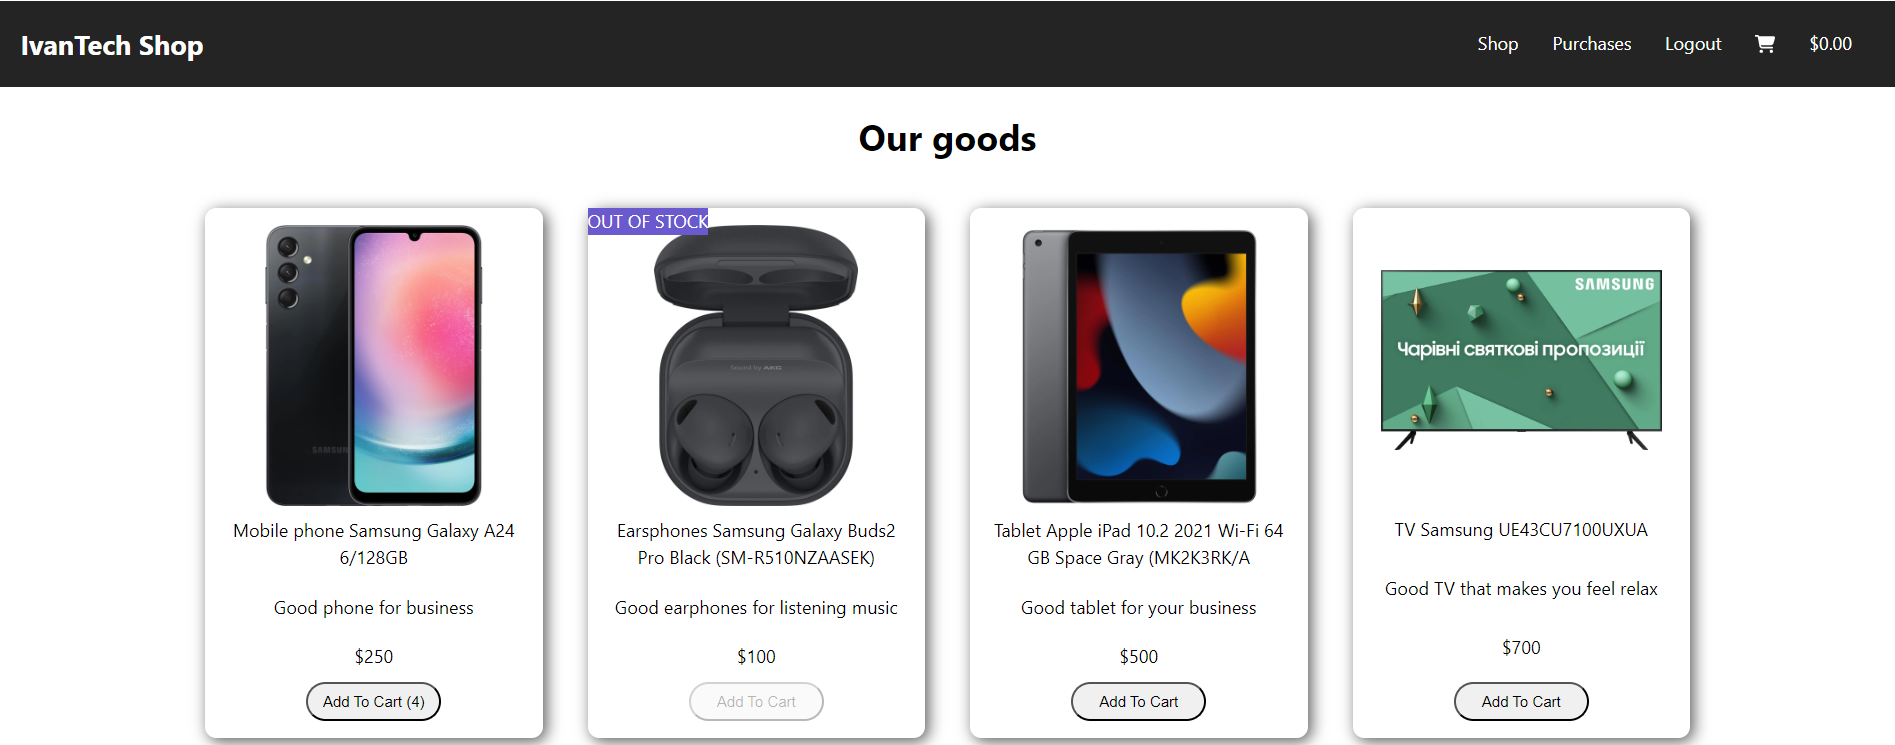 IvanTech Shop
Shop
Purchases
Logout
$0.00
Our goods
SAMSUNG
Mobile phone Samsung Galaxy A24
6/128GB
Good phone for business
$250
Add To Cart (4)
OUT OF STOCK
Sound by AKG
Earsphones Samsung Galaxy Buds2
Pro Black (SM-R510NZAASEK)
Good earphones for listening music
$100
Add To Cart
Tablet Apple iPad 10.2 2021 Wi-Fi 64
GB Space Gray (MK2K3RK/A
Good tablet for your business
$500
Add To Cart
SAMSUNG
Чарівні святкові пропозиції
TV Samsung UE43CU7100UXUA
Good TV that makes you feel relax
$700
Add To Cart